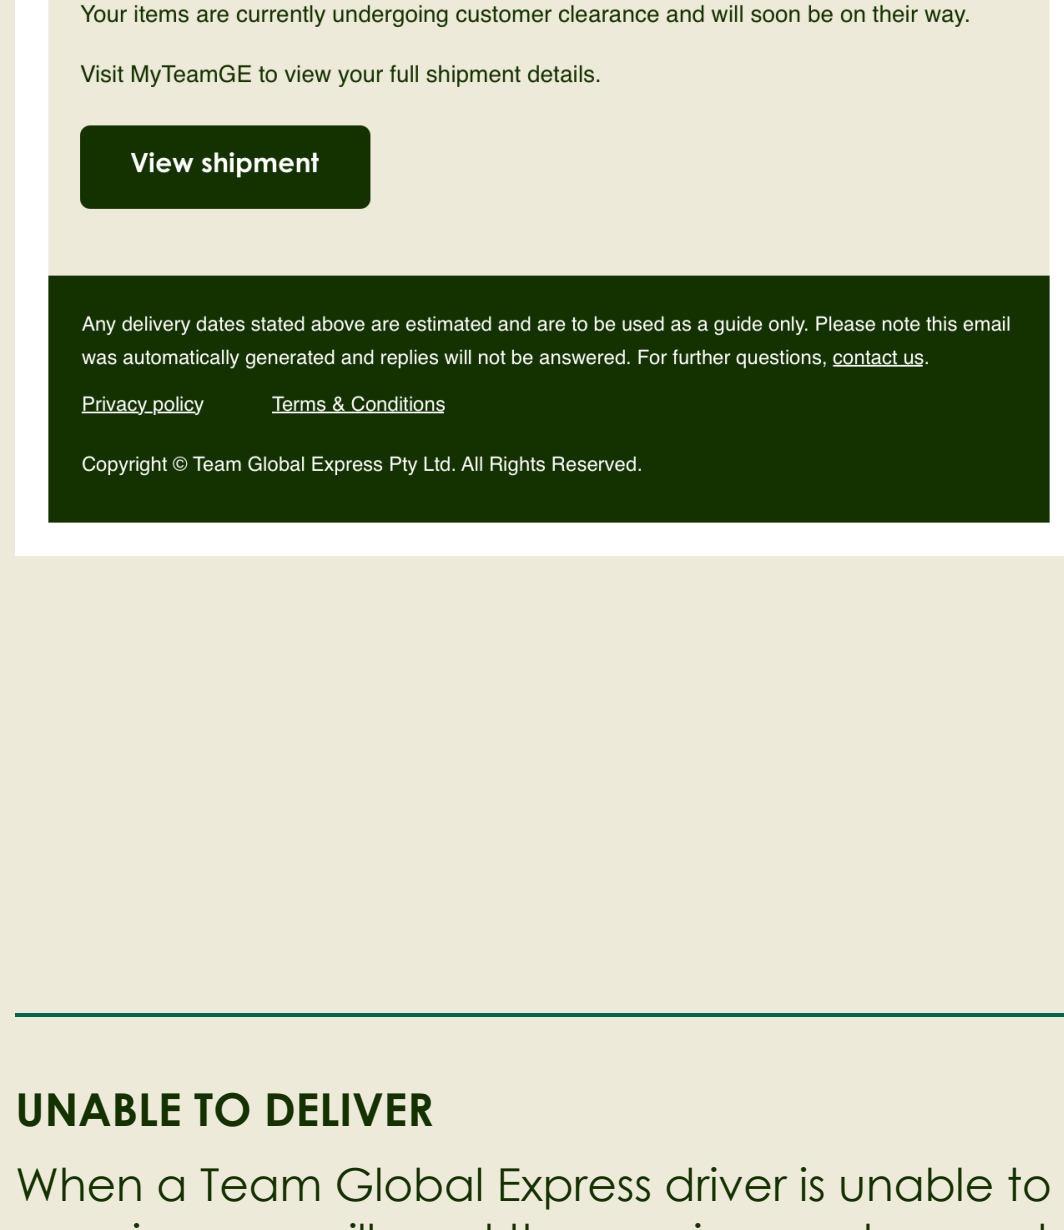 Your items are currently undergoing customer clearance and will soon be on their way.
Visit MyTeamGE to view your full shipment details.
View shipment
Any delivery dates stated above are estimated and are to be used as a guide only. Please note this email
was automatically generated and replies will not be answered. For further questions, contact us.
Privacy policy Terms & Conditions
Copyright © Team Global Express Pty Ltd. All Rights Reserved.
UNABLE TO DELIVER
When a Team Global Express driver is unable to